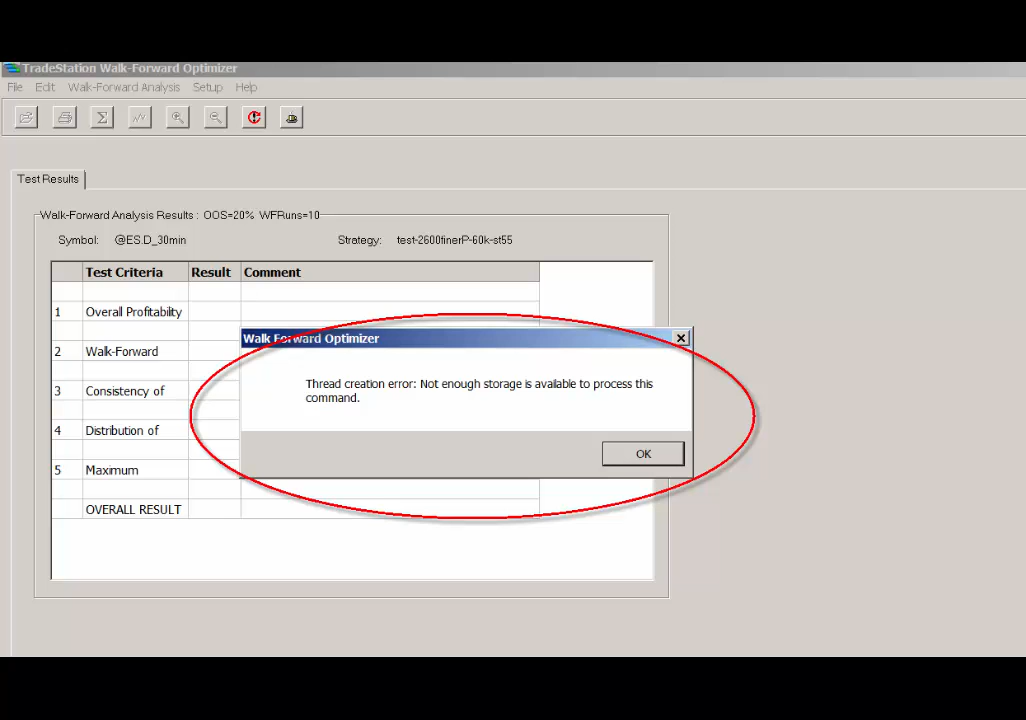 TradeStation Walk-Forward Optimizer
File Edit Walk-Forward Analysis Setup Help
Test Results
Walk-Forward Analysis Results : OOS=20% WFRuns=10
Symbol: @ES.D_30min Strategy: test-2600finerP-60k-st55
Test Criteria Result Comment
1 Overall Profitability
2 Walk-Forward
3 Consistency of
4 Distribution of
5 Maximum
OVERALL RESULT
Walk Forward Optimizer
Thread creation error: Not enough storage is available to process this
command.
OK